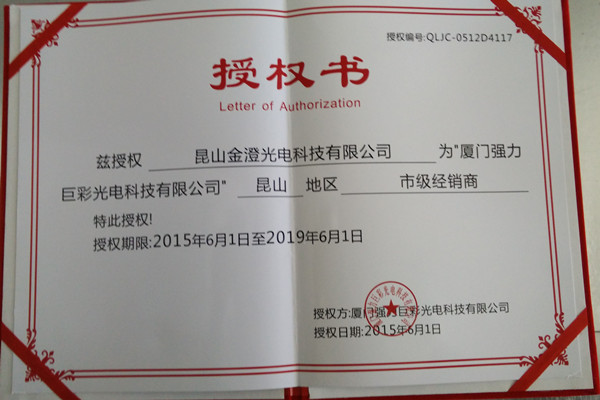 授权编号:QLJC-0512D4117
授权书
Letter of Authorization
兹授权 昆山金澄光电科技有限公司 为"厦门强力
巨彩光电科技有限公司" 昆山 地区 市级经销商
特此授权!
授权期限:2015年6月1日至2019年6月1日
授权方:厦门强力巨彩光电科技有限公司
授权日期:2015年6月1日